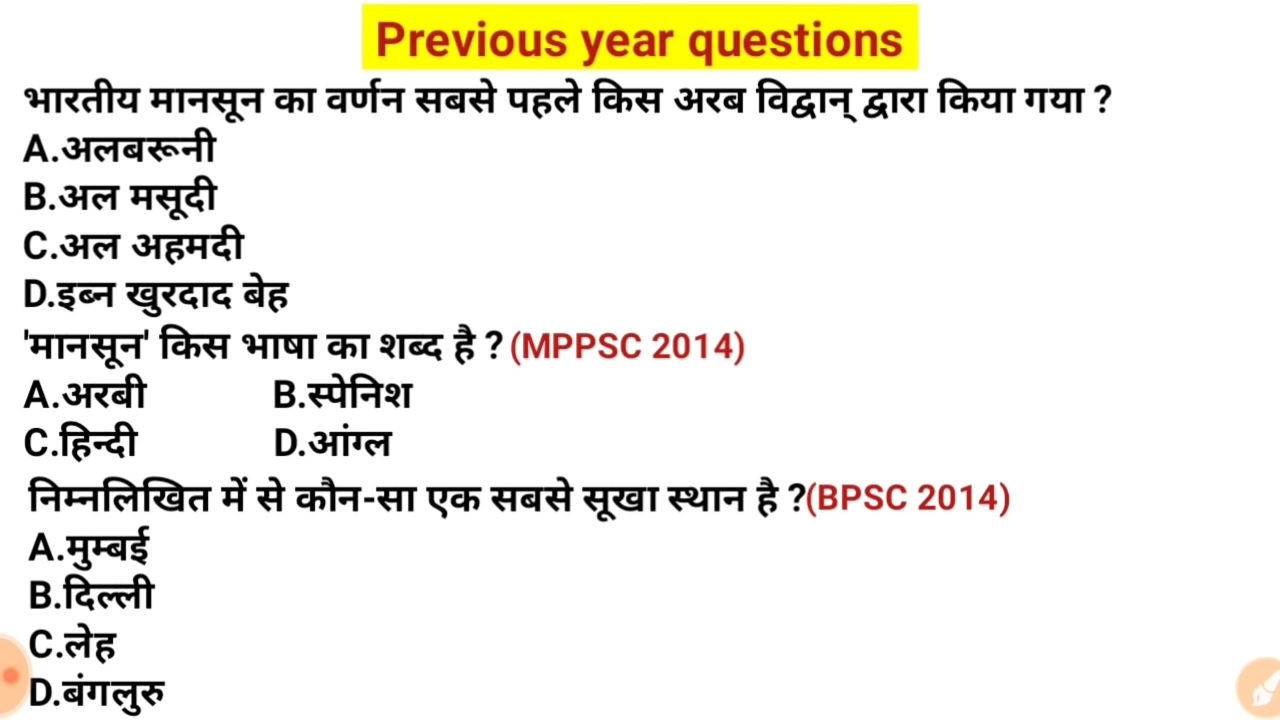 Previous year questions
भारतीय मानसून का वर्णन सबसे पहले किस अरब विद्वान् द्वारा किया गया ?
A.अलबरूनी
B.अल मसूदी
C.अल अहमदी
D.इब्न खुरदाद बेह
'मानसून' किस भाषा का शब्द है ? (MPPSC 2014)
A.अरबी B.स्पेनिश
C.हिन्दी D.आंग्ल
निम्नलिखित में से कौन-सा एक सबसे सूखा स्थान है ?(BPSC 2014)
A.मुम्बई
B.दिल्ली
C.लेह
D.बंगलुरु